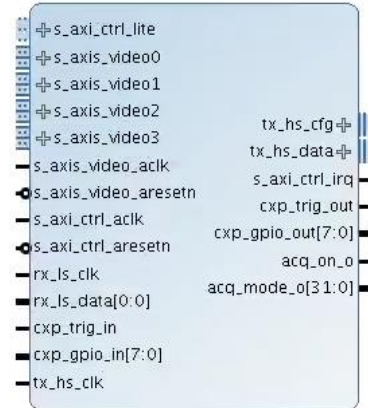 s_axi_ctrl_lite
s_axis_video0
s_axis_video1
s_axis_video2
s_axis_video3
s_axis_video_aclk
s_axis_video_aresetn
s_axi_ctrl_aclk
s_axi_ctrl_aresetn
rx_ls_clk
rx_ls_data[0:0]
cxp_trig_in
cxp_gpio_in[7:0]
tx_hs_clk
tx_hs_cfg
tx_hs_data
s_axi_ctrl_irq
cxp_trig_out
cxp_gpio_out[7:0]
acq_on_o
acq_mode_o[31:0]